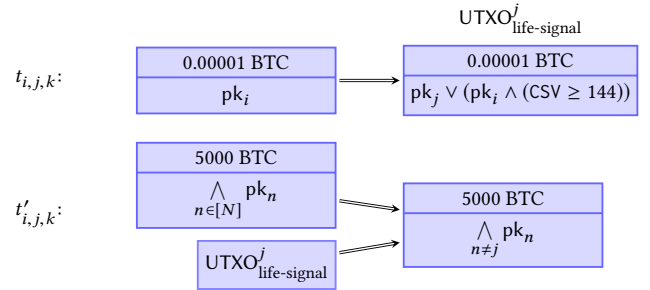 UTXO^j_life-signal
t_{i,j,k}: 0.00001 BTC 0.00001 BTC
pk_i pk_j ∨ (pk_i ∧ (CSV ≥ 144))
5000 BTC
t′_{i,j,k}: ⋀_{n∈[N]} pk_n 5000 BTC
⋀_{n≠j} pk_n
UTXO^j_life-signal